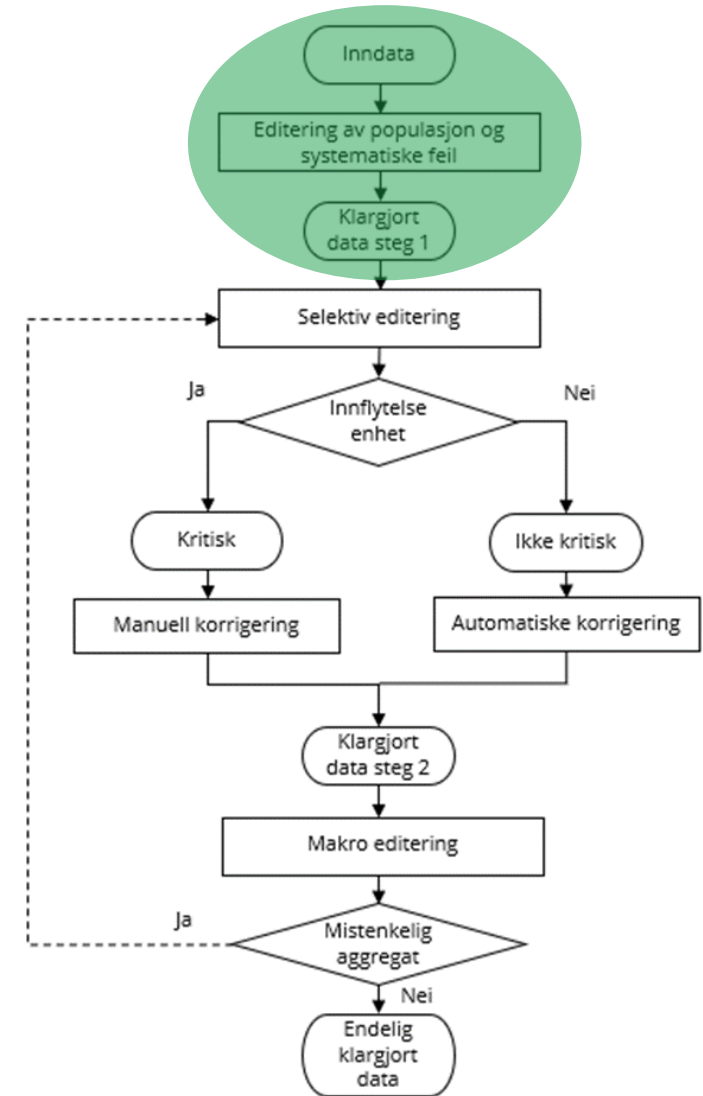 Inndata
Editering av populasjon og
systematiske feil
Klargjort
data steg 1
Selektiv editering
Ja
Nei
Innflytelse
enhet
Kritisk
Ikke kritisk
Manuell korrigering
Automatiske korrigering
Klargjort
data steg 2
Makro editering
Ja
Mistenkelig
aggregat
Nei
Endelig
klargjort
data